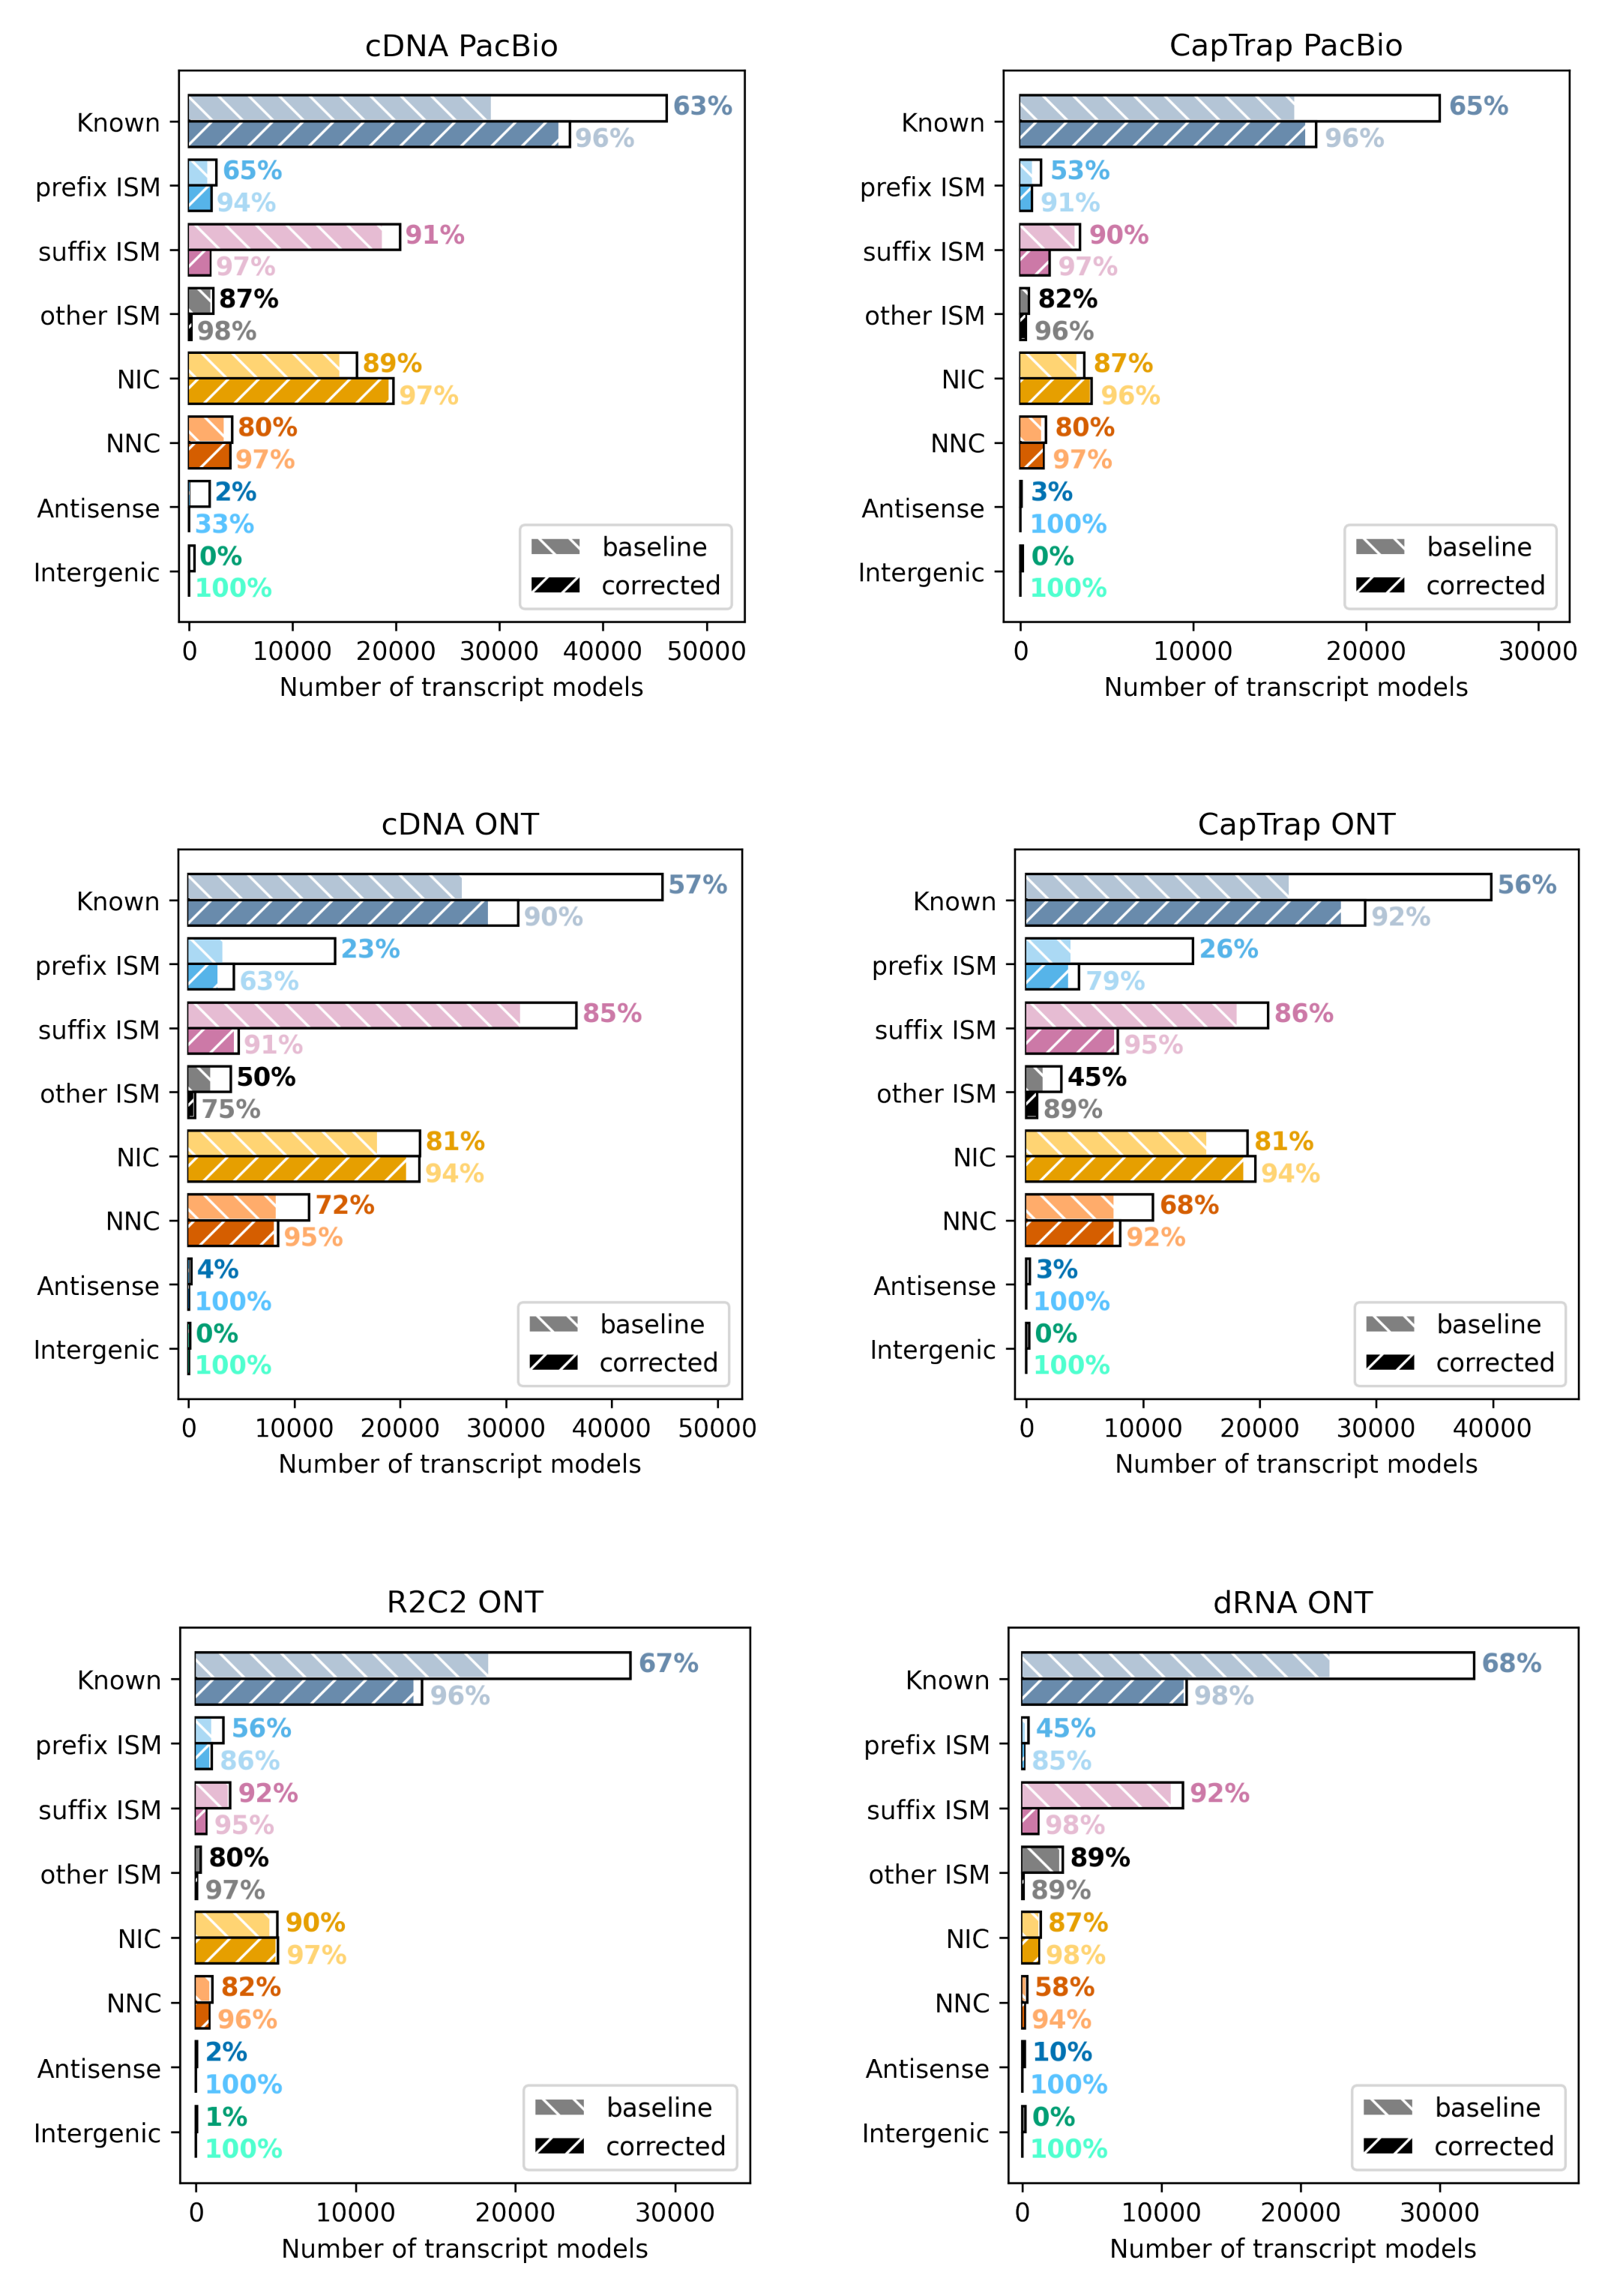 cDNA PacBio
Known
63%
96%
prefix ISM
65%
94%
suffix ISM
91%
97%
other ISM
87%
98%
NIC
89%
97%
NNC
80%
97%
Antisense
2%
33%
Intergenic
0%
100%
baseline
corrected
0 10000 20000 30000 40000 50000
Number of transcript models
CapTrap PacBio
Known
65%
96%
prefix ISM
53%
91%
suffix ISM
90%
97%
other ISM
82%
96%
NIC
87%
96%
NNC
80%
97%
Antisense
3%
100%
Intergenic
0%
100%
baseline
corrected
0 10000 20000 30000
Number of transcript models
cDNA ONT
Known
57%
90%
prefix ISM
23%
63%
suffix ISM
85%
91%
other ISM
50%
75%
NIC
81%
94%
NNC
72%
95%
Antisense
4%
100%
Intergenic
0%
100%
baseline
corrected
0 10000 20000 30000 40000 50000
Number of transcript models
CapTrap ONT
Known
56%
92%
prefix ISM
26%
79%
suffix ISM
86%
95%
other ISM
45%
89%
NIC
81%
94%
NNC
68%
92%
Antisense
3%
100%
Intergenic
0%
100%
baseline
corrected
0 10000 20000 30000 40000
Number of transcript models
R2C2 ONT
Known
67%
96%
prefix ISM
56%
86%
suffix ISM
92%
95%
other ISM
80%
97%
NIC
90%
97%
NNC
82%
96%
Antisense
2%
100%
Intergenic
1%
100%
baseline
corrected
0 10000 20000 30000
Number of transcript models
dRNA ONT
Known
68%
98%
prefix ISM
45%
85%
suffix ISM
92%
98%
other ISM
89%
89%
NIC
87%
98%
NNC
58%
94%
Antisense
10%
100%
Intergenic
0%
100%
baseline
corrected
0 10000 20000 30000
Number of transcript models